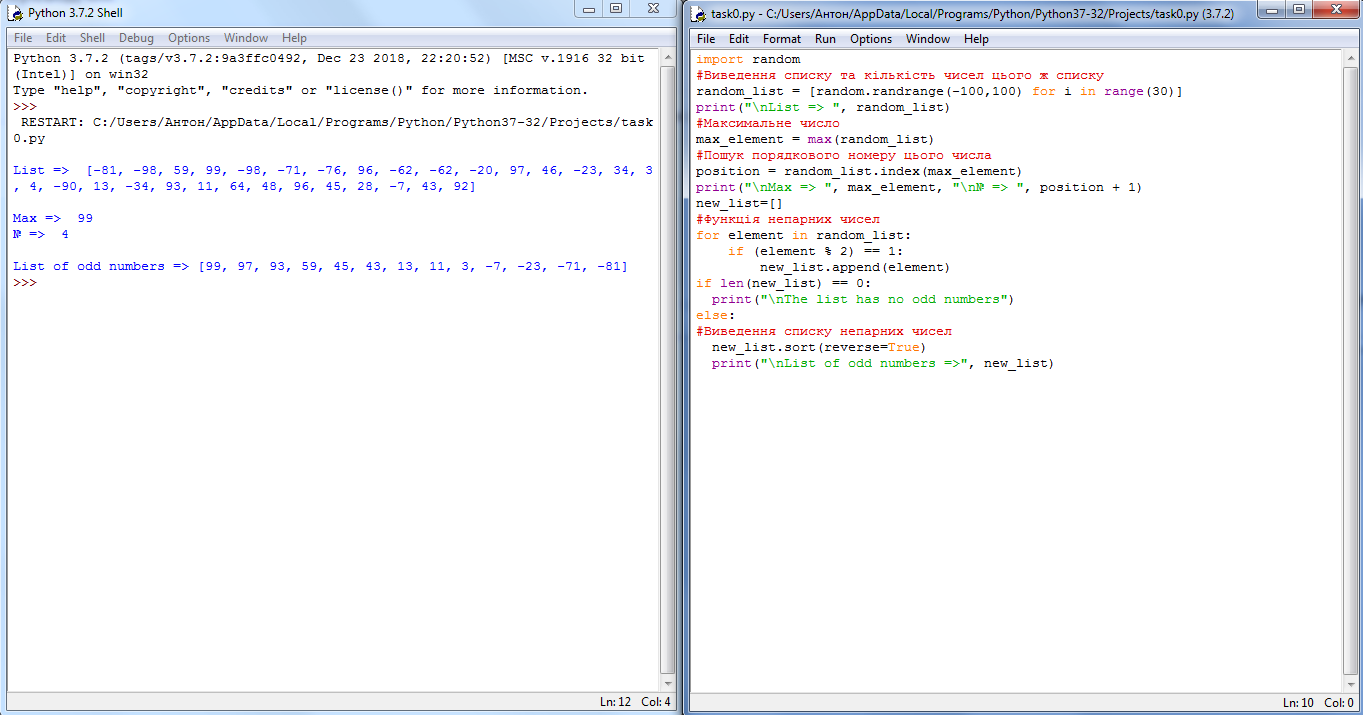 Python 3.7.2 Shell
File Edit Shell Debug Options Window Help
Python 3.7.2 (tags/v3.7.2:9a3ffc0492, Dec 23 2018, 22:20:52) [MSC v.1916 32 bit
(Intel)] on win32
Type "help", "copyright", "credits" or "license()" for more information.
>>>
 RESTART: C:/Users/Антон/AppData/Local/Programs/Python/Python37-32/Projects/task
0.py
List =>  [-81, -98, 59, 99, -98, -71, -76, 96, -62, -62, -20, 97, 46, -23, 34, 3
, 4, -90, 13, -34, 93, 11, 64, 48, 96, 45, 28, -7, 43, 92]
Max =>  99
№ =>  4
List of odd numbers => [99, 97, 93, 59, 45, 43, 13, 11, 3, -7, -23, -71, -81]
>>>
Ln: 12 Col: 4
task0.py - C:/Users/Антон/AppData/Local/Programs/Python/Python37-32/Projects/task0.py (3.7.2)
File Edit Format Run Options Window Help
import random
#Виведення списку та кількість чисел цього ж списку
random_list = [random.randrange(-100,100) for i in range(30)]
print("\nList => ", random_list)
#Максимальне число
max_element = max(random_list)
#Пошук порядкового номеру цього числа
position = random_list.index(max_element)
print("\nMax => ", max_element, "\n№ => ", position + 1)
new_list=[]
#Функція непарних чисел
for element in random_list:
    if (element % 2) == 1:
        new_list.append(element)
if len(new_list) == 0:
  print("\nThe list has no odd numbers")
else:
#Виведення списку непарних чисел
  new_list.sort(reverse=True)
  print("\nList of odd numbers =>", new_list)
Ln: 10 Col: 0